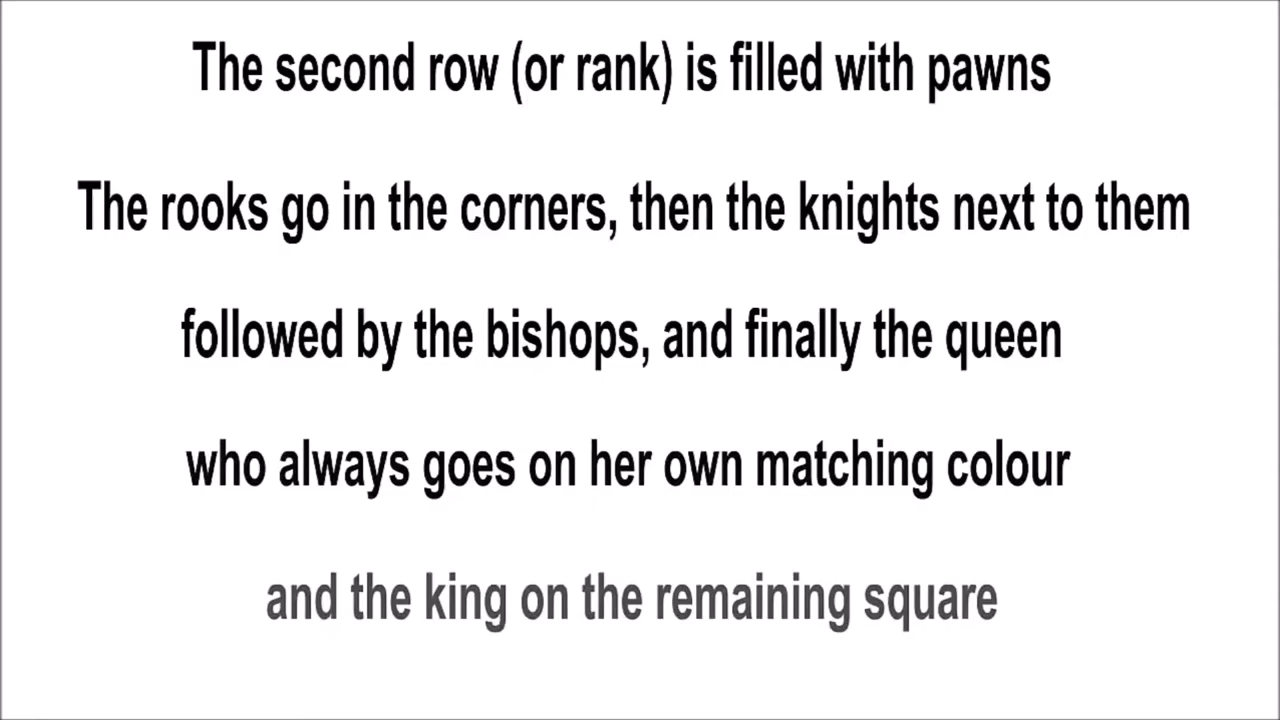 The second row (or rank) is filled with pawns
The rooks go in the corners, then the knights next to them
followed by the bishops, and finally the queen
who always goes on her own matching colour
and the king on the remaining square